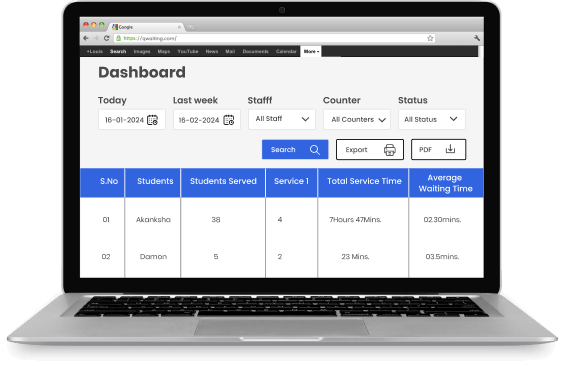 Google
https://qwaiting.com/
+Louis Search Images Maps YouTube News Mail Documents Calendar More
Dashboard
Today Last week Stafff Counter Status
16-01-2024 16-02-2024 All Staff All Counters All Status
Search Export PDF
S.No Students Students Served Service 1 Total Service Time Average
Waiting Time
01 Akanksha 38 4 7Hours 47Mins. 02.30mins.
02 Damon 5 2 23 Mins. 03.5mins.